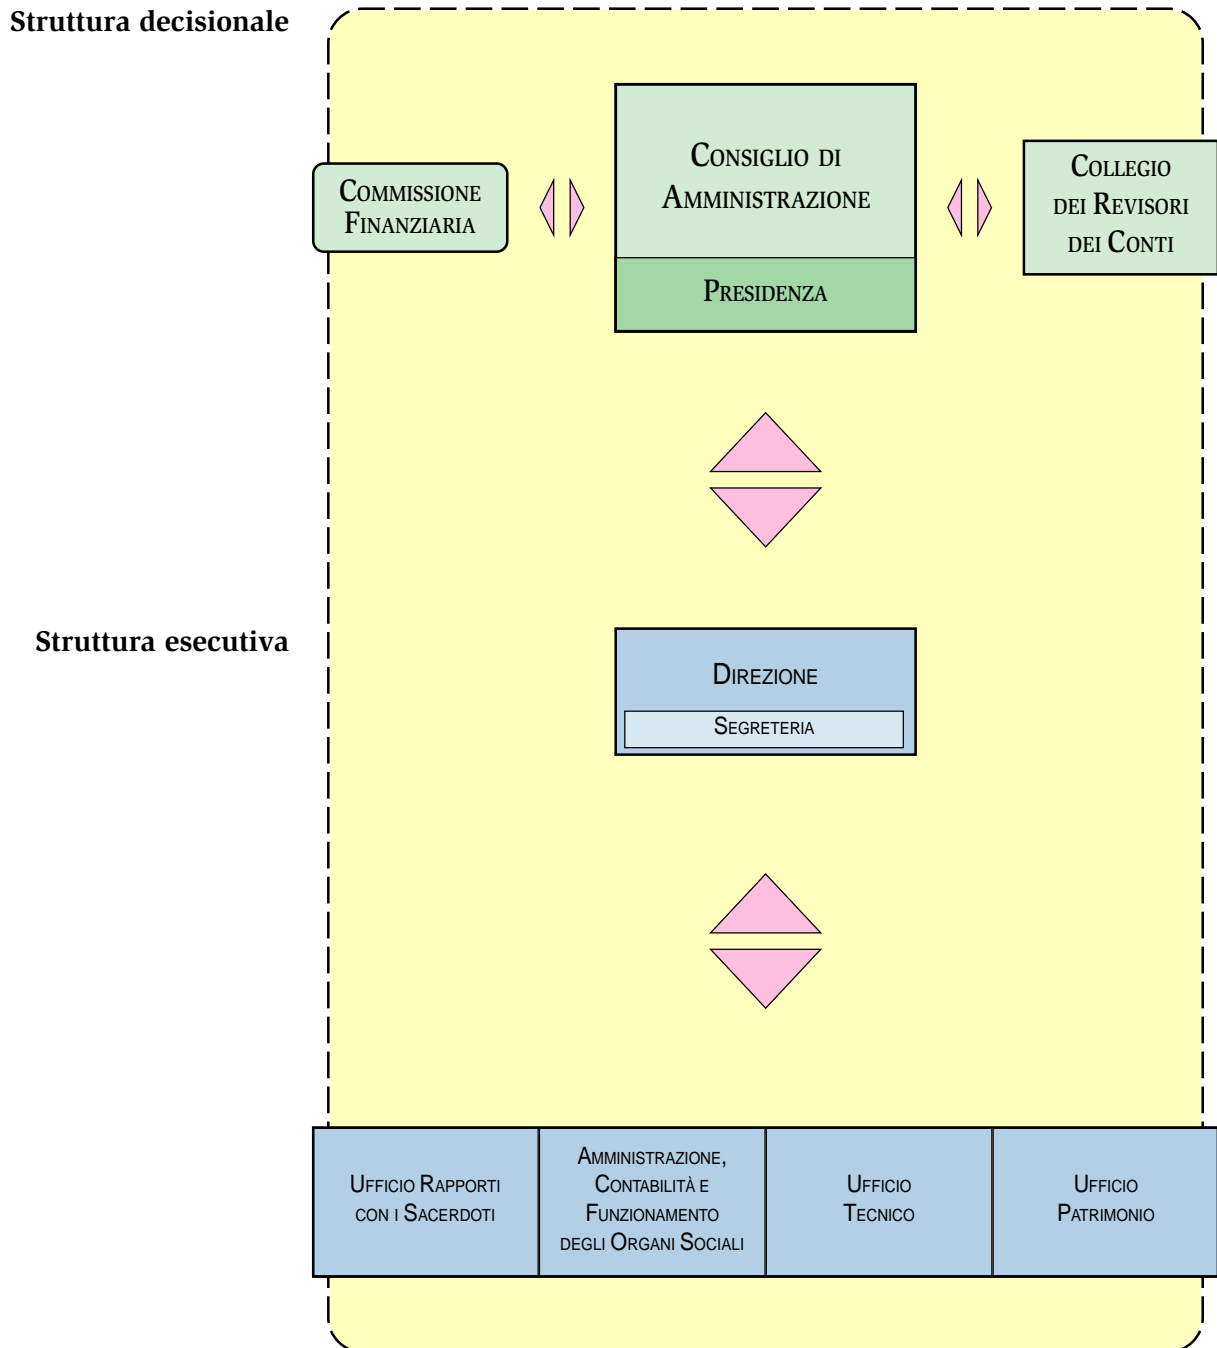 Struttura decisionale
Commissione
Finanziaria
Consiglio di
Amministrazione
Presidenza
Collegio
dei Revisori
dei Conti
Struttura esecutiva
Direzione
Segreteria
Ufficio Rapporti
con i Sacerdoti
Amministrazione,
Contabilità e
Funzionamento
degli Organi Sociali
Ufficio
Tecnico
Ufficio
Patrimonio